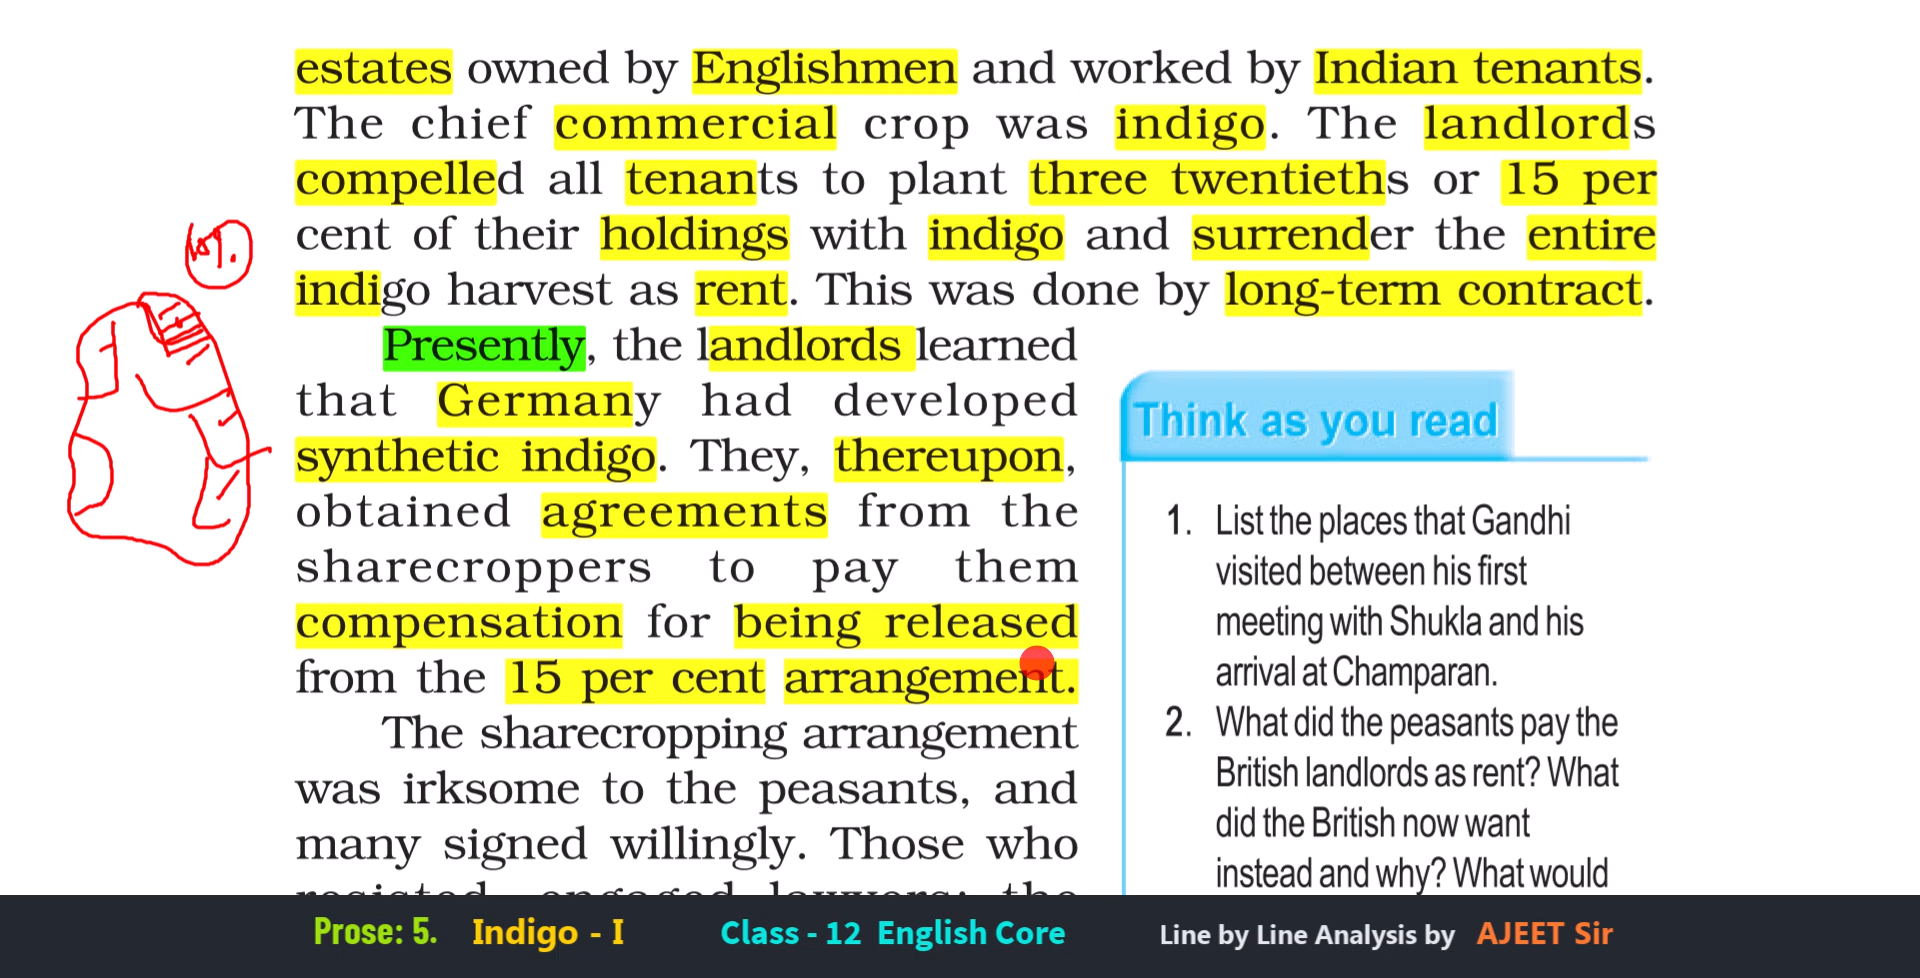 estates owned by Englishmen and worked by Indian tenants.
The chief commercial crop was indigo. The landlords
compelled all tenants to plant three twentieths or 15 per
cent of their holdings with indigo and surrender the entire
indigo harvest as rent. This was done by long-term contract.
Presently, the landlords learned
that Germany had developed
synthetic indigo. They, thereupon,
obtained agreements from the
sharecroppers to pay them
compensation for being released
from the 15 per cent arrangement.
The sharecropping arrangement
was irksome to the peasants, and
many signed willingly. Those who
resisted, engaged lawyers; the
Think as you read
1. List the places that Gandhi
visited between his first
meeting with Shukla and his
arrival at Champaran.
2. What did the peasants pay the
British landlords as rent? What
did the British now want
instead and why? What would
Prose: 5. Indigo - I Class - 12 English Core Line by Line Analysis by AJEET Sir